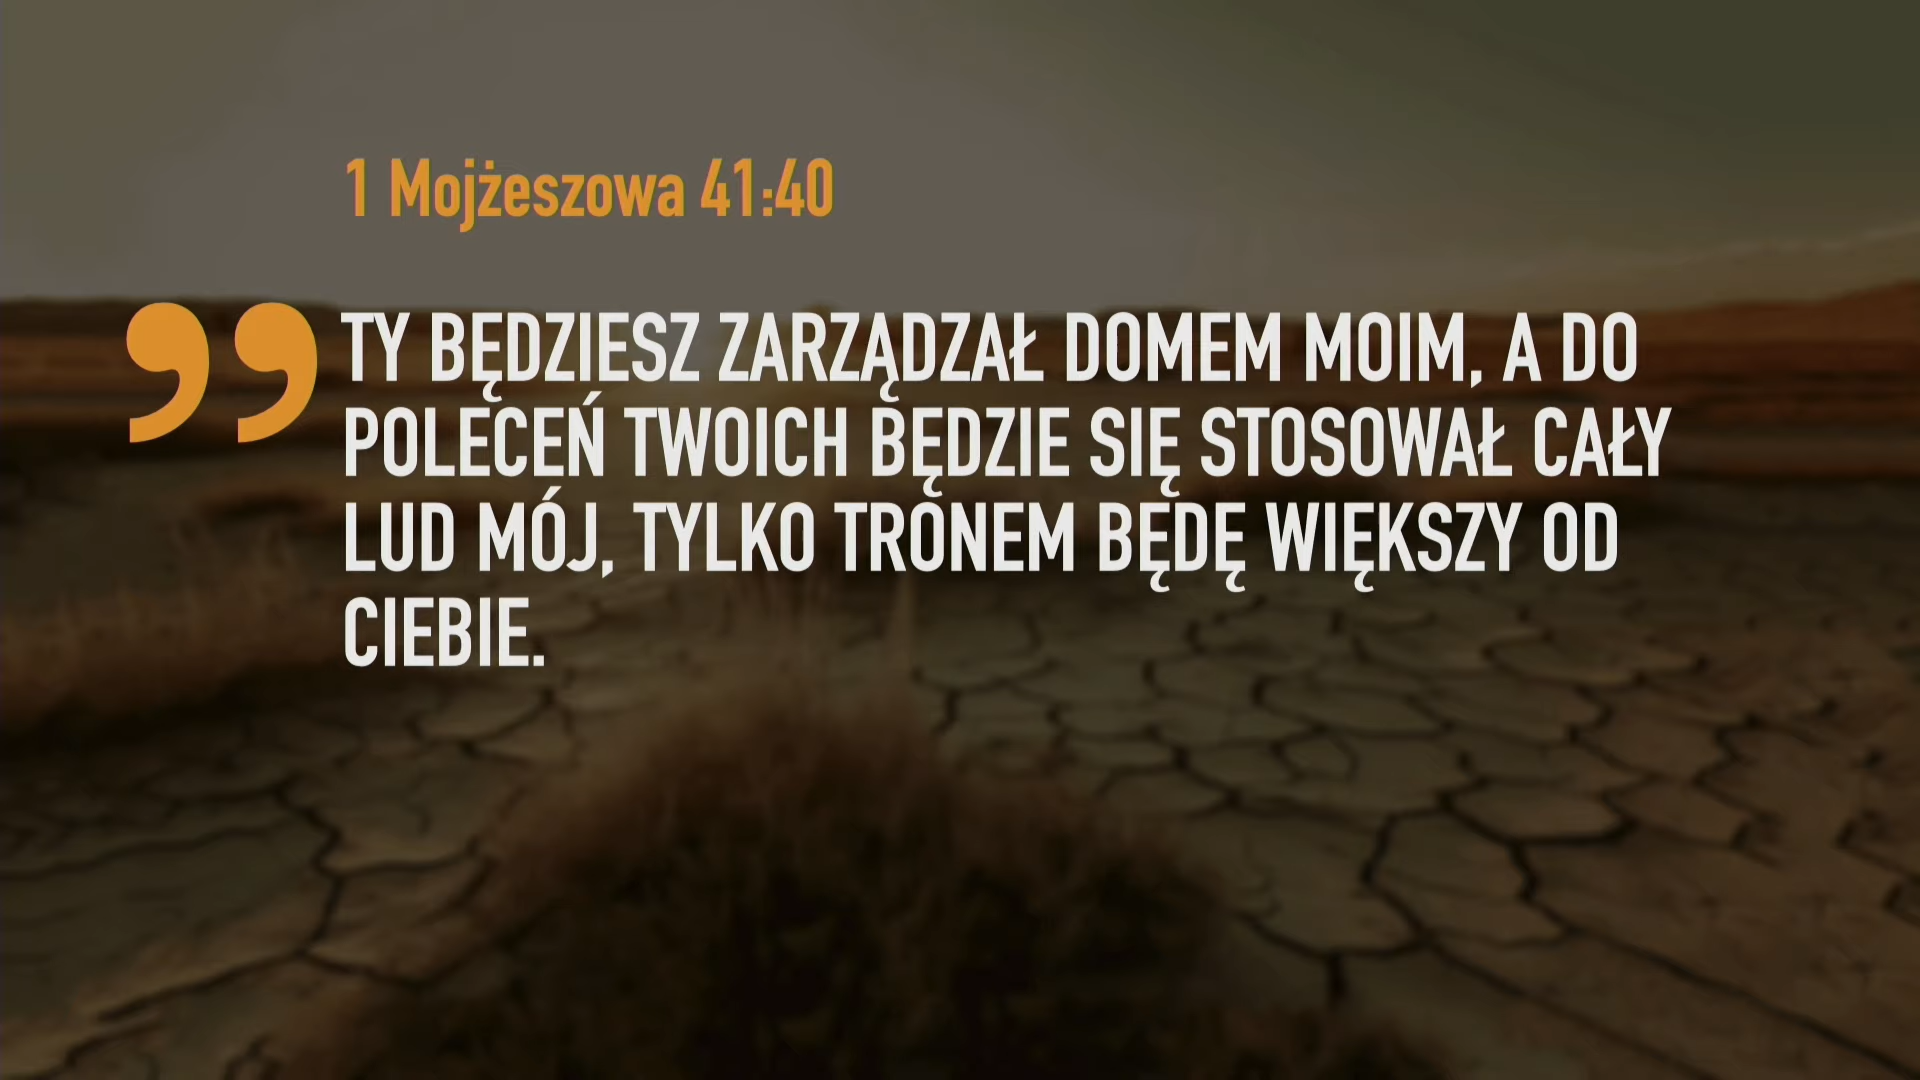 1 Mojżeszowa 41:40
” TY BĘDZIESZ ZARZĄDZAŁ DOMEM MOIM, A DO
POLECEŃ TWOICH BĘDZIE SIĘ STOSOWAŁ CAŁY
LUD MÓJ, TYLKO TRONEM BĘDĘ WIĘKSZY OD
CIEBIE.